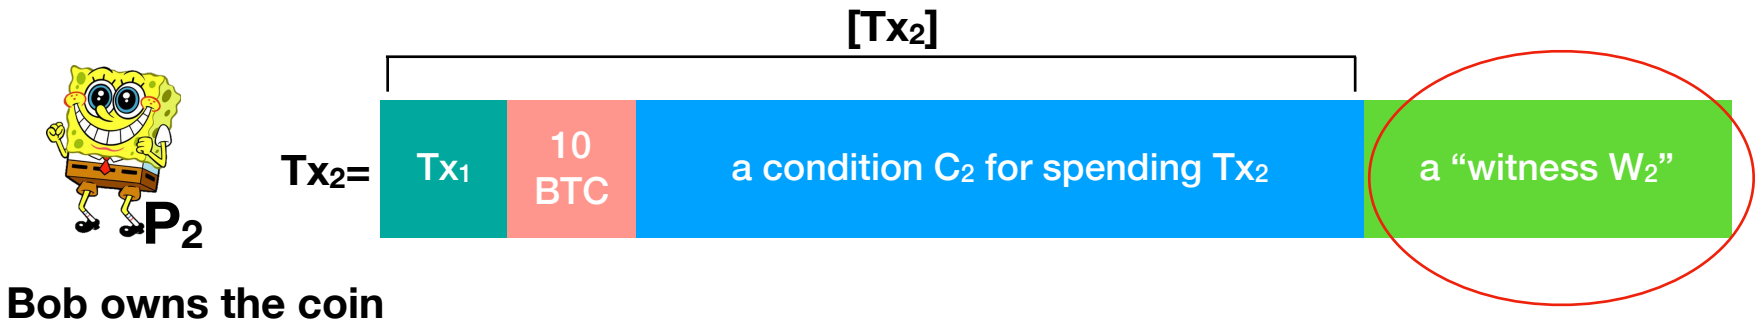 [Tx₂]
Tx₂=
Tx₁
10
BTC
a condition C₂ for spending Tx₂
a “witness W₂”
P₂
Bob owns the coin